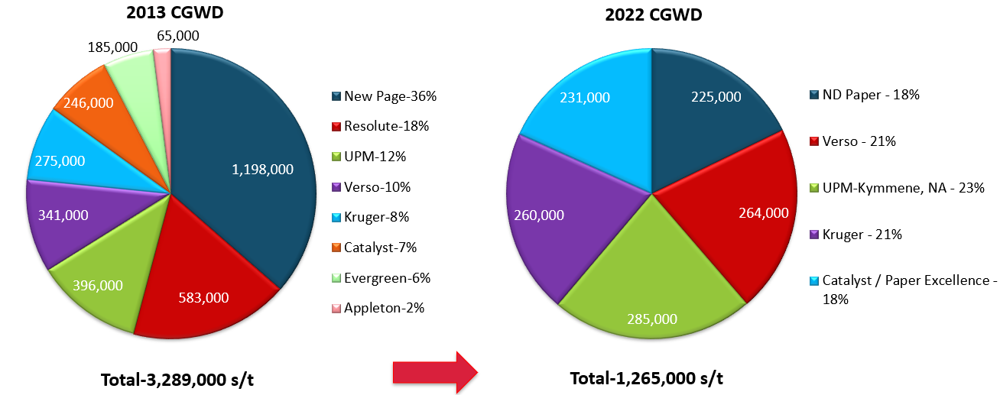 2013 CGWD
65,000
185,000
246,000
275,000
341,000
396,000
583,000
1,198,000
New Page-36%
Resolute-18%
UPM-12%
Verso-10%
Kruger-8%
Catalyst-7%
Evergreen-6%
Appleton-2%
Total-3,289,000 s/t
2022 CGWD
231,000
225,000
260,000
264,000
285,000
ND Paper - 18%
Verso - 21%
UPM-Kymmene, NA - 23%
Kruger - 21%
Catalyst / Paper Excellence -
18%
Total-1,265,000 s/t